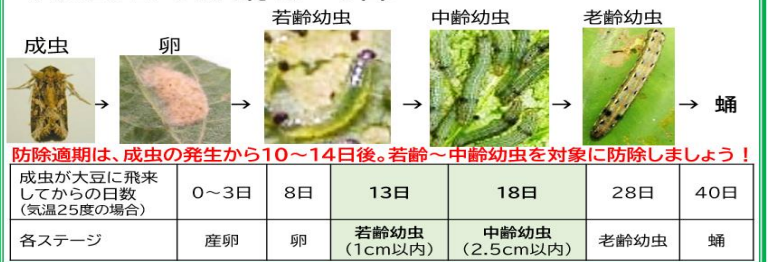 若齢幼虫 中齢幼虫 老齢幼虫
成虫 卵
→ → → → → 蛹
防除適期は、成虫の発生から10～14日後。若齢～中齢幼虫を対象に防除しましょう！
成虫が大豆に飛来
してからの日数
（気温25度の場合）
0～3日 8日 13日 18日 28日 40日
各ステージ 産卵 卵 若齢幼虫 中齢幼虫 老齢幼虫 蛹
（1cm以内） （2.5cm以内）